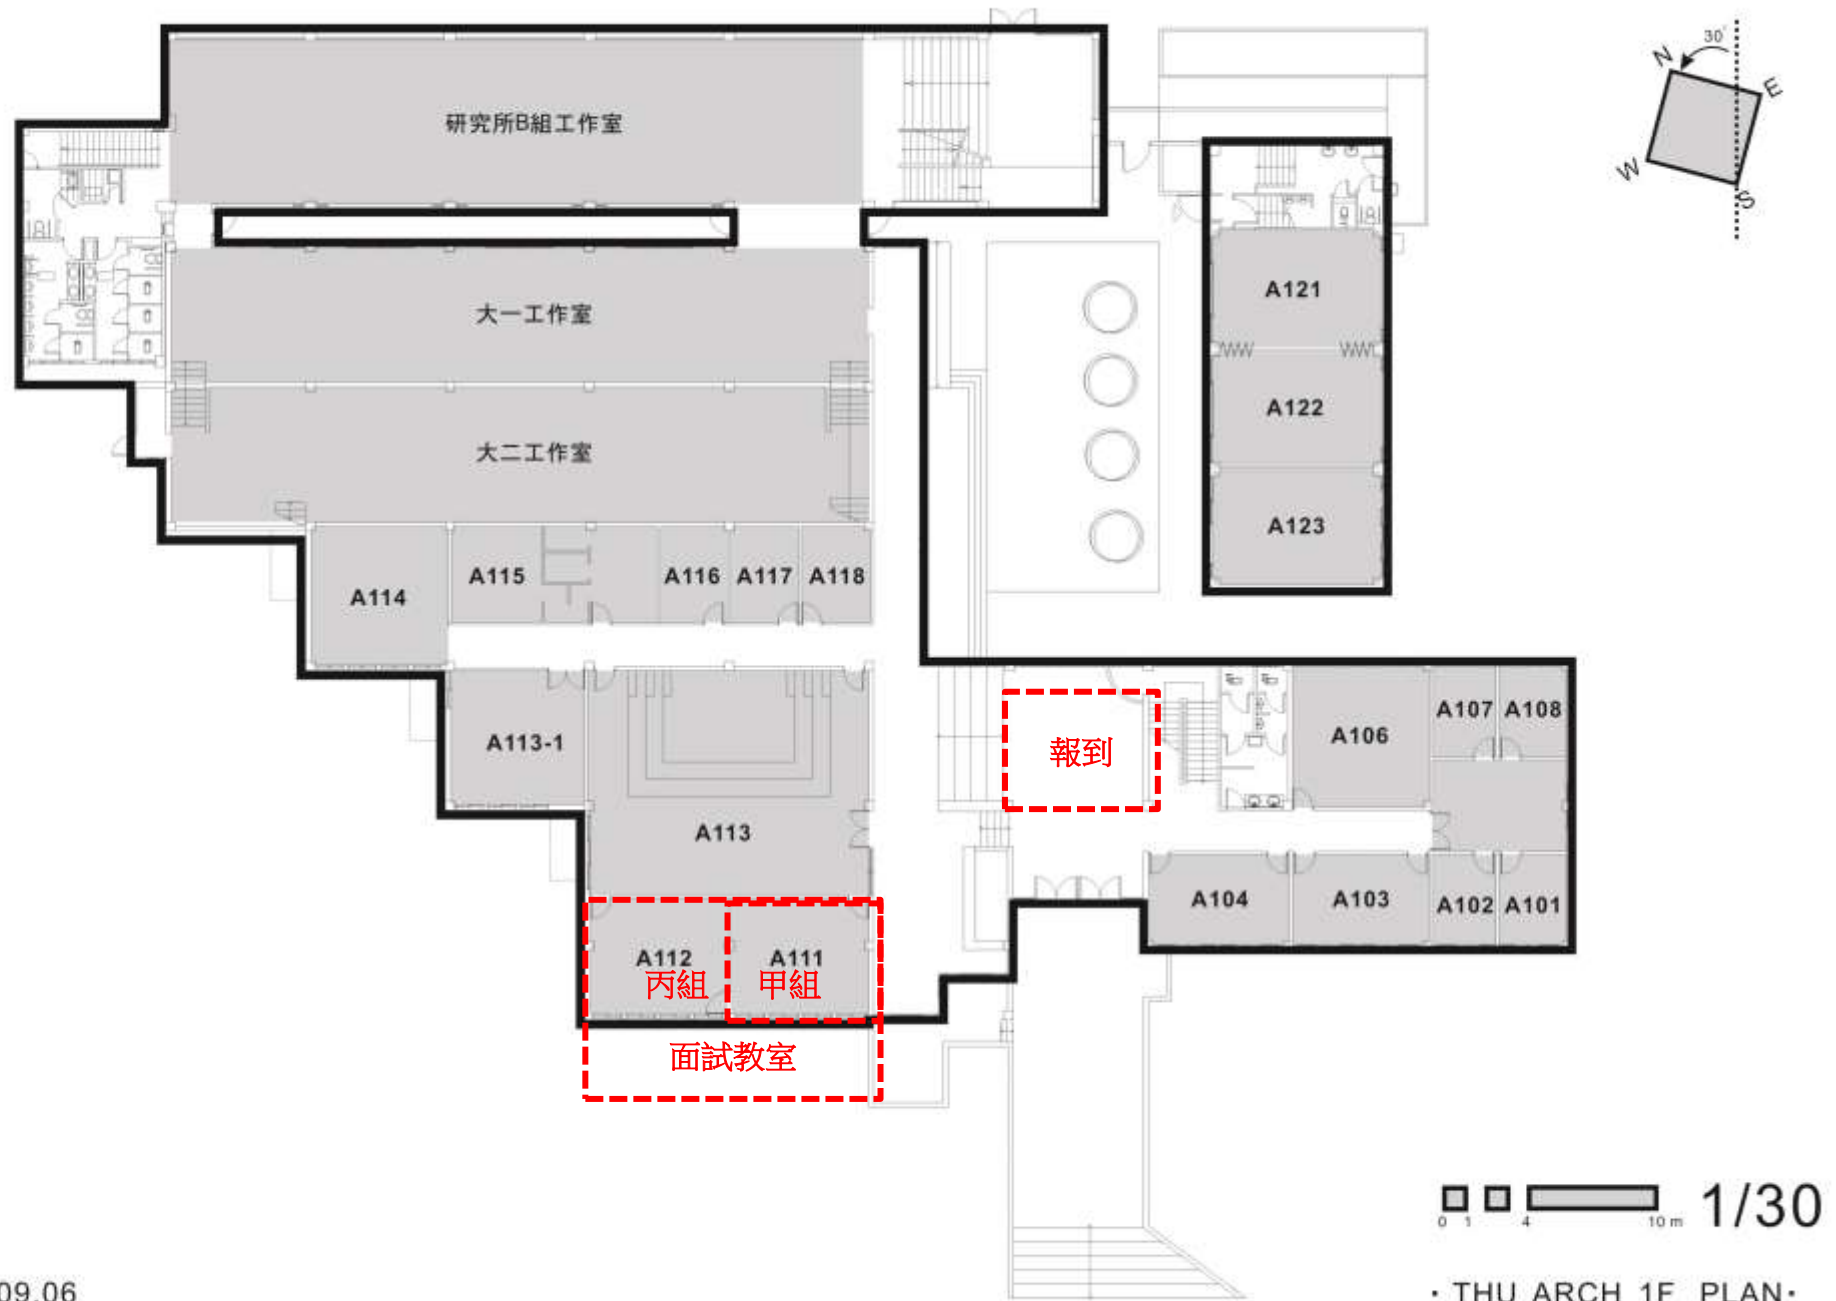 30°
N
E
W
S
研究所B組工作室
大一工作室
大二工作室
A121
A122
A123
A114
A115
A116
A117
A118
A113-1
A113
報到
A106
A107
A108
A104
A103
A102
A101
A112
丙組
A111
甲組
面試教室
0 1 4 10 m
1/30
09.06
· THU ARCH 1F PLAN·